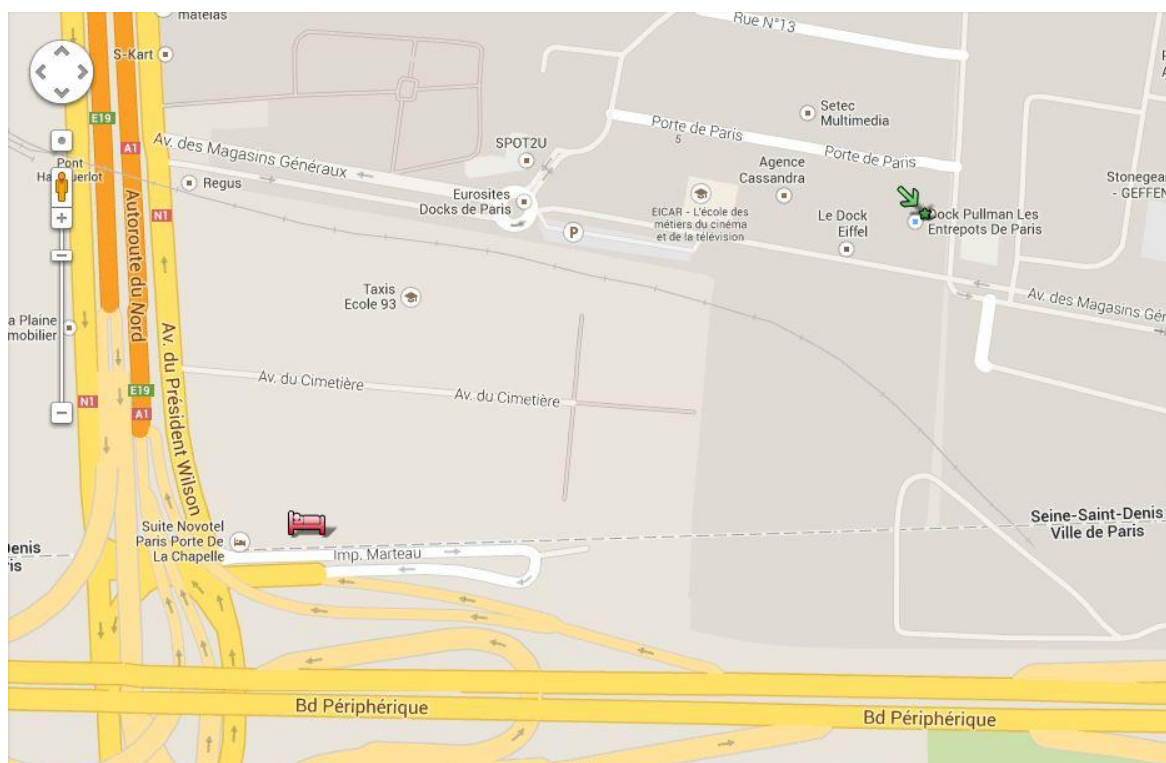 matelas
Rue N°13
S-Kart
E19
A1
Setec
Multimedia
Porte de Paris
5
Porte de Paris
Av. des Magasins Généraux
SPOT2U
Agence
Cassandra
Stonegear
- GEFFEN
Pont
Regus
N1
Eurosites
Docks de Paris
P
EICAR - L'école des
métiers du cinéma
et de la télévision
Le Dock
Eiffel
Dock Pullman Les
Entrepots De Paris
Autoroute du Nord
Taxis
Ecole 93
Av. des Magasins Gén
a Plaine
mobilier
Av. du Président Wilson
Av. du Cimetière
Av. du Cimetière
E19
N1
A1
Suite Novotel
Paris Porte De
La Chapelle
Imp. Marteau
Seine-Saint-Denis
Ville de Paris
Denis
is
Bd Périphérique
Bd Périphérique